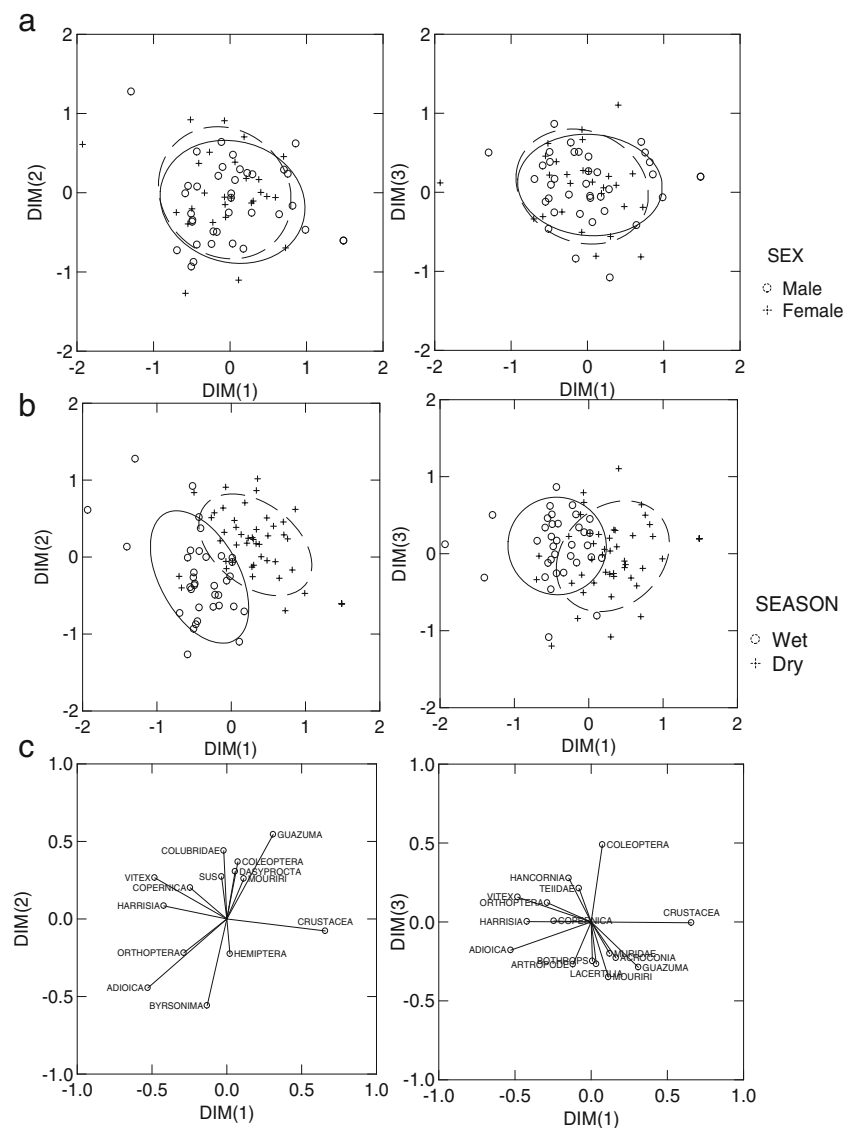 a
2
1
0
-1
-2
DIM(2)
-2
-1
0
1
2
DIM(1)
2
1
0
-1
-2
DIM(3)
-2
-1
0
1
2
DIM(1)
SEX
Male
Female
b
2
1
0
-1
-2
DIM(2)
-2
-1
0
1
2
DIM(1)
2
1
0
-1
-2
DIM(3)
-2
-1
0
1
2
DIM(1)
SEASON
Wet
Dry
c
1.0
0.5
0.0
-0.5
-1.0
DIM(2)
GUAZUMA
COLUBRIDAE
COLEOPTERA
DASYPROCTA
SUS
MOURIRI
VITEX
COPERNICA
HARRISIA
CRUSTACEA
ORTHOPTERA
HEMIPTERA
ADIOICA
BYRSONIMA
-1.0
-0.5
0.0
0.5
1.0
DIM(1)
1.0
0.5
0.0
-0.5
-1.0
DIM(3)
COLEOPTERA
HANCORNIA
TEIIDAE
VITEX
ORTHOPTERA
CRUSTACEA
HARRISIA
COPERNICA
ADIOICA
MURIDAE
ACROCONIA
BOTHROPS
ARTROPODE
GUAZUMA
LACERTILIA
MOURIRI
-1.0
-0.5
0.0
0.5
1.0
DIM(1)